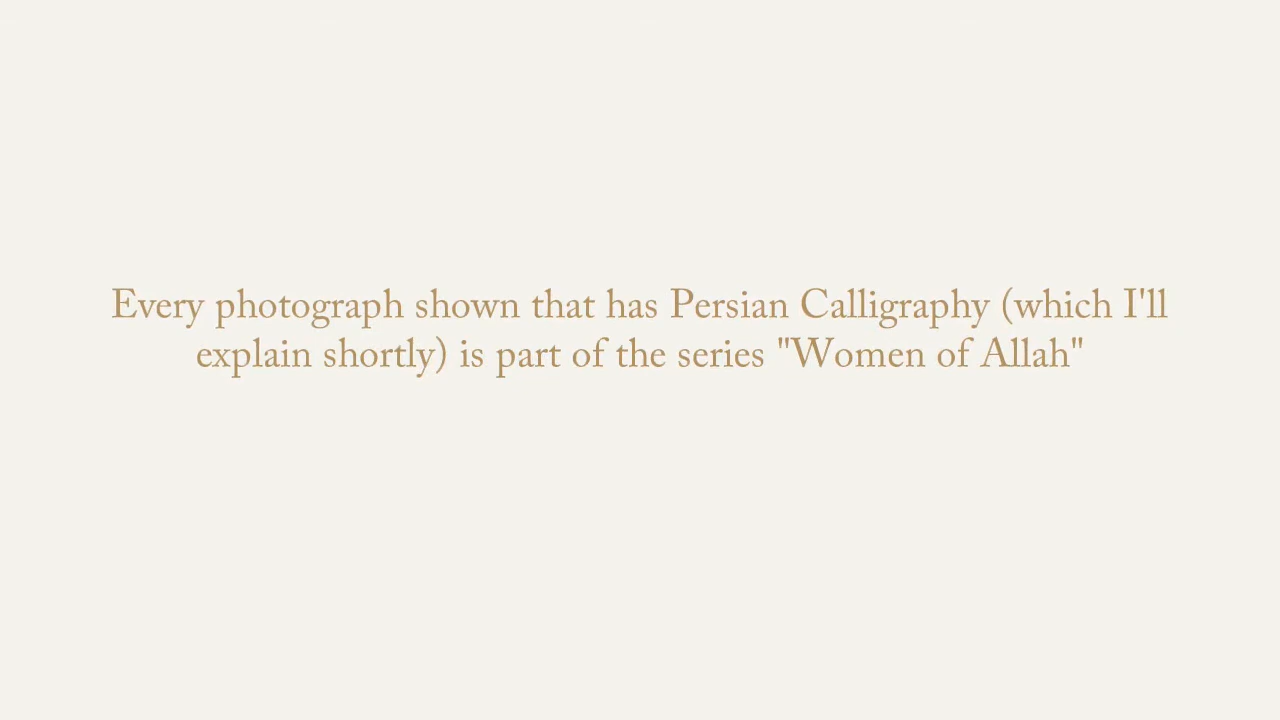 Every photograph shown that has Persian Calligraphy (which I'll
explain shortly) is part of the series "Women of Allah"